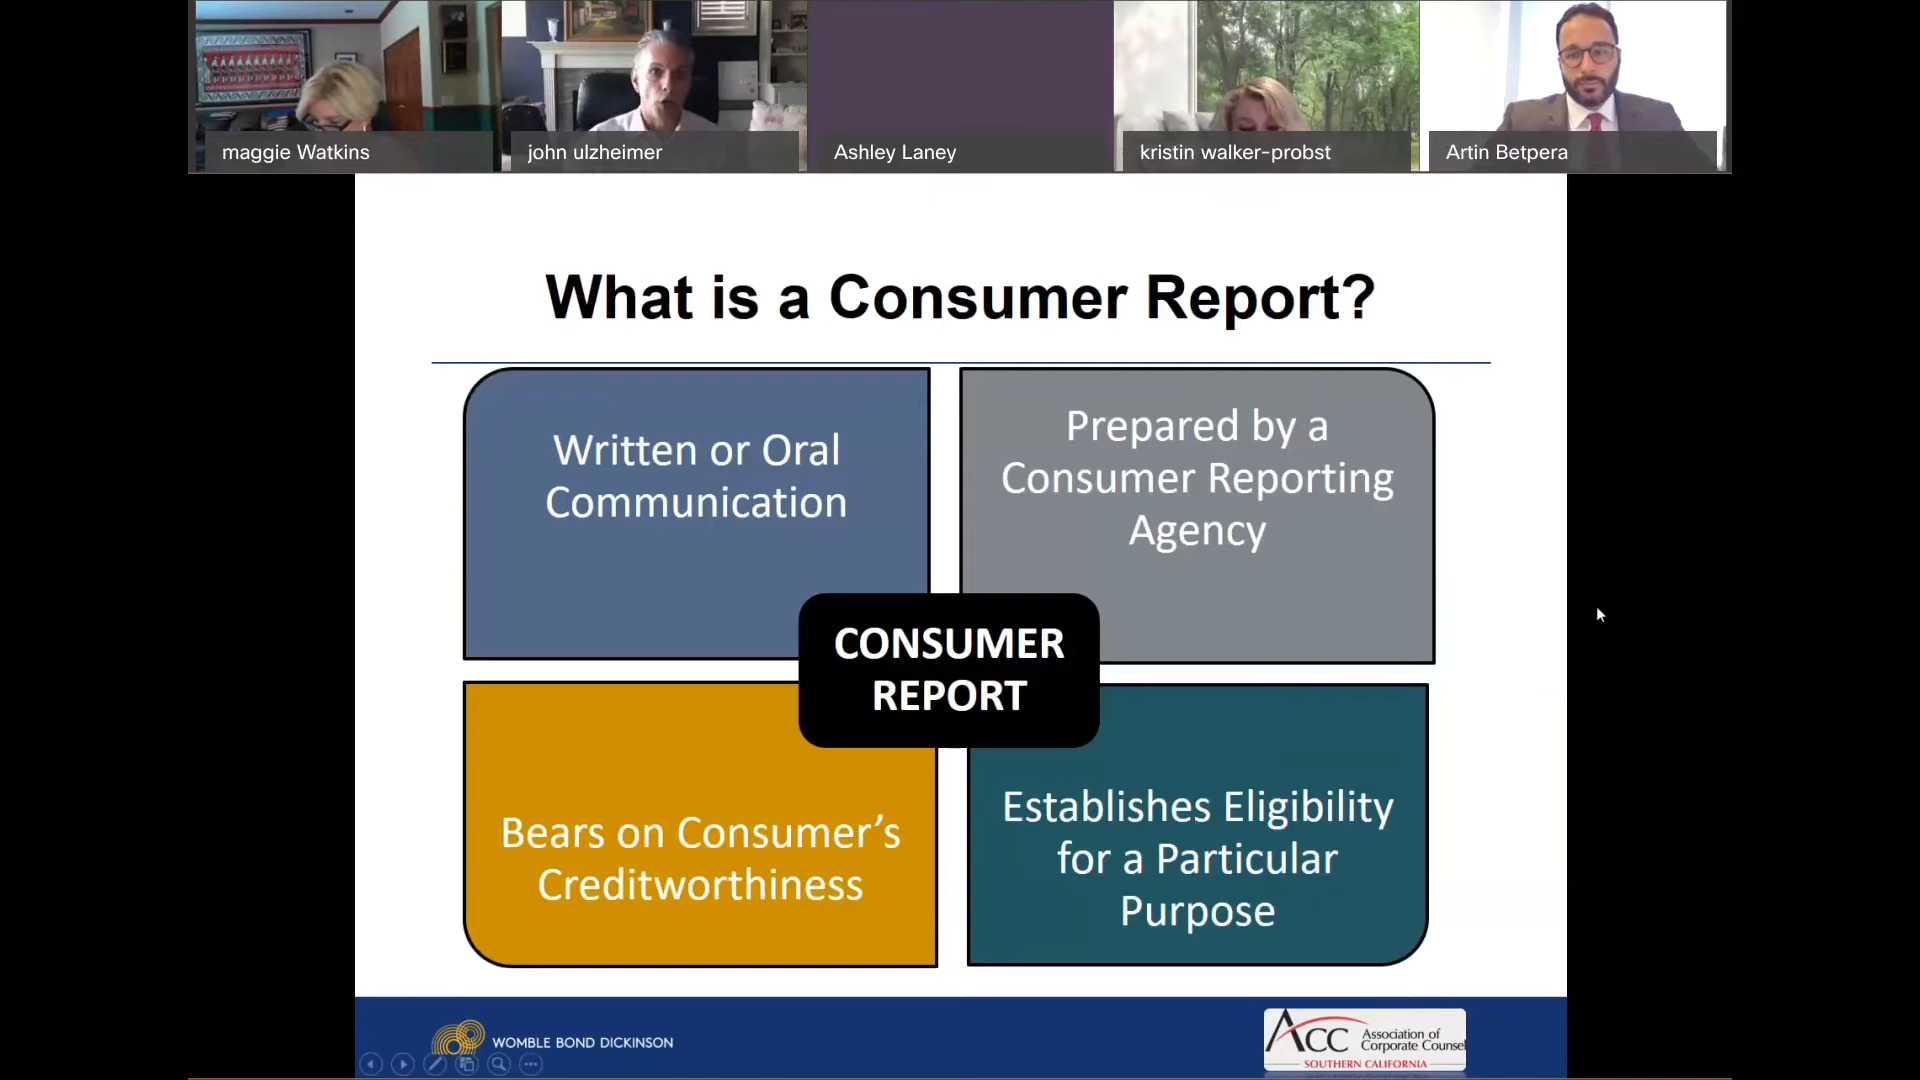 maggie Watkins
john ulzheimer
Ashley Laney
kristin walker-probst
Artin Betpera
What is a Consumer Report?
Written or Oral
Communication
Prepared by a
Consumer Reporting
Agency
CONSUMER
REPORT
Bears on Consumer’s
Creditworthiness
Establishes Eligibility
for a Particular
Purpose
WOMBLE BOND DICKINSON
ACC
Association of
Corporate Counsel
SOUTHERN CALIFORNIA